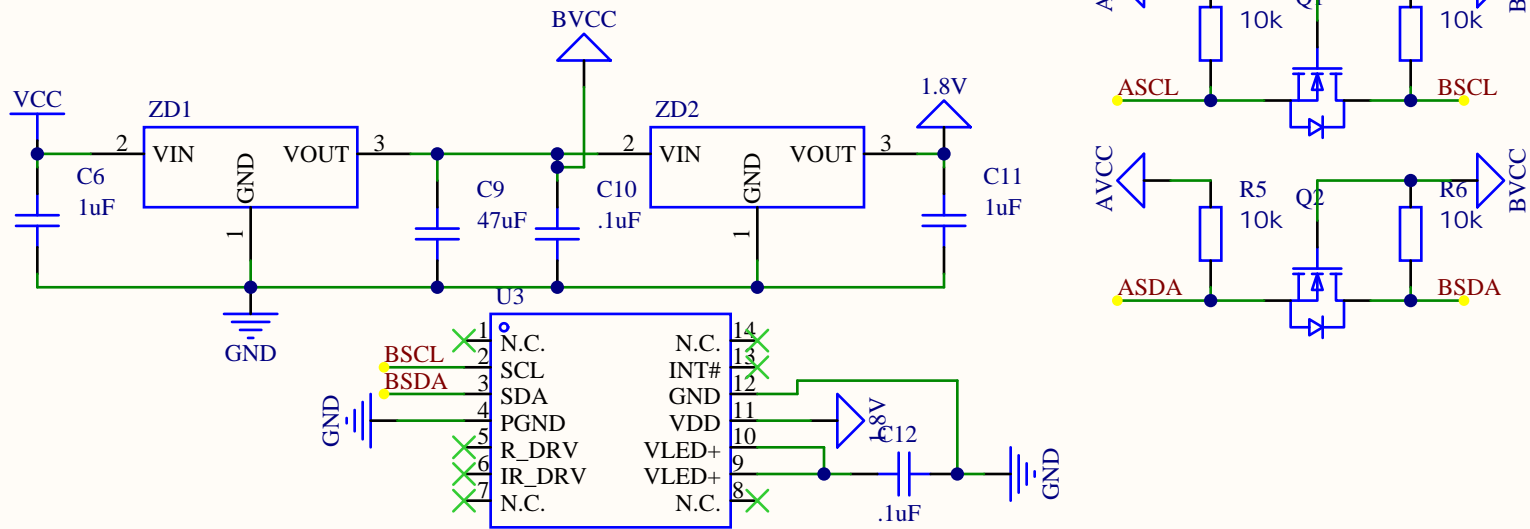 BVCC
VCC
ZD1
2
VIN
VOUT
3
GND
1
C6
1uF
C9
47uF
C10
.1uF
ZD2
2
VIN
VOUT
3
GND
1
1.8V
C11
1uF
GND
10k
10k
ASCL
BSCL
AVCC
R5
10k
Q2
R6
10k
BVCC
ASDA
BSDA
U3
1
N.C.
BSCL
2
SCL
BSDA
3
SDA
GND
4
PGND
5
R_DRV
6
IR_DRV
7
N.C.
N.C.
14
INT#
13
GND
12
VDD
11
1.8V
VLED+
10
VLED+
9
N.C.
8
C12
.1uF
GND